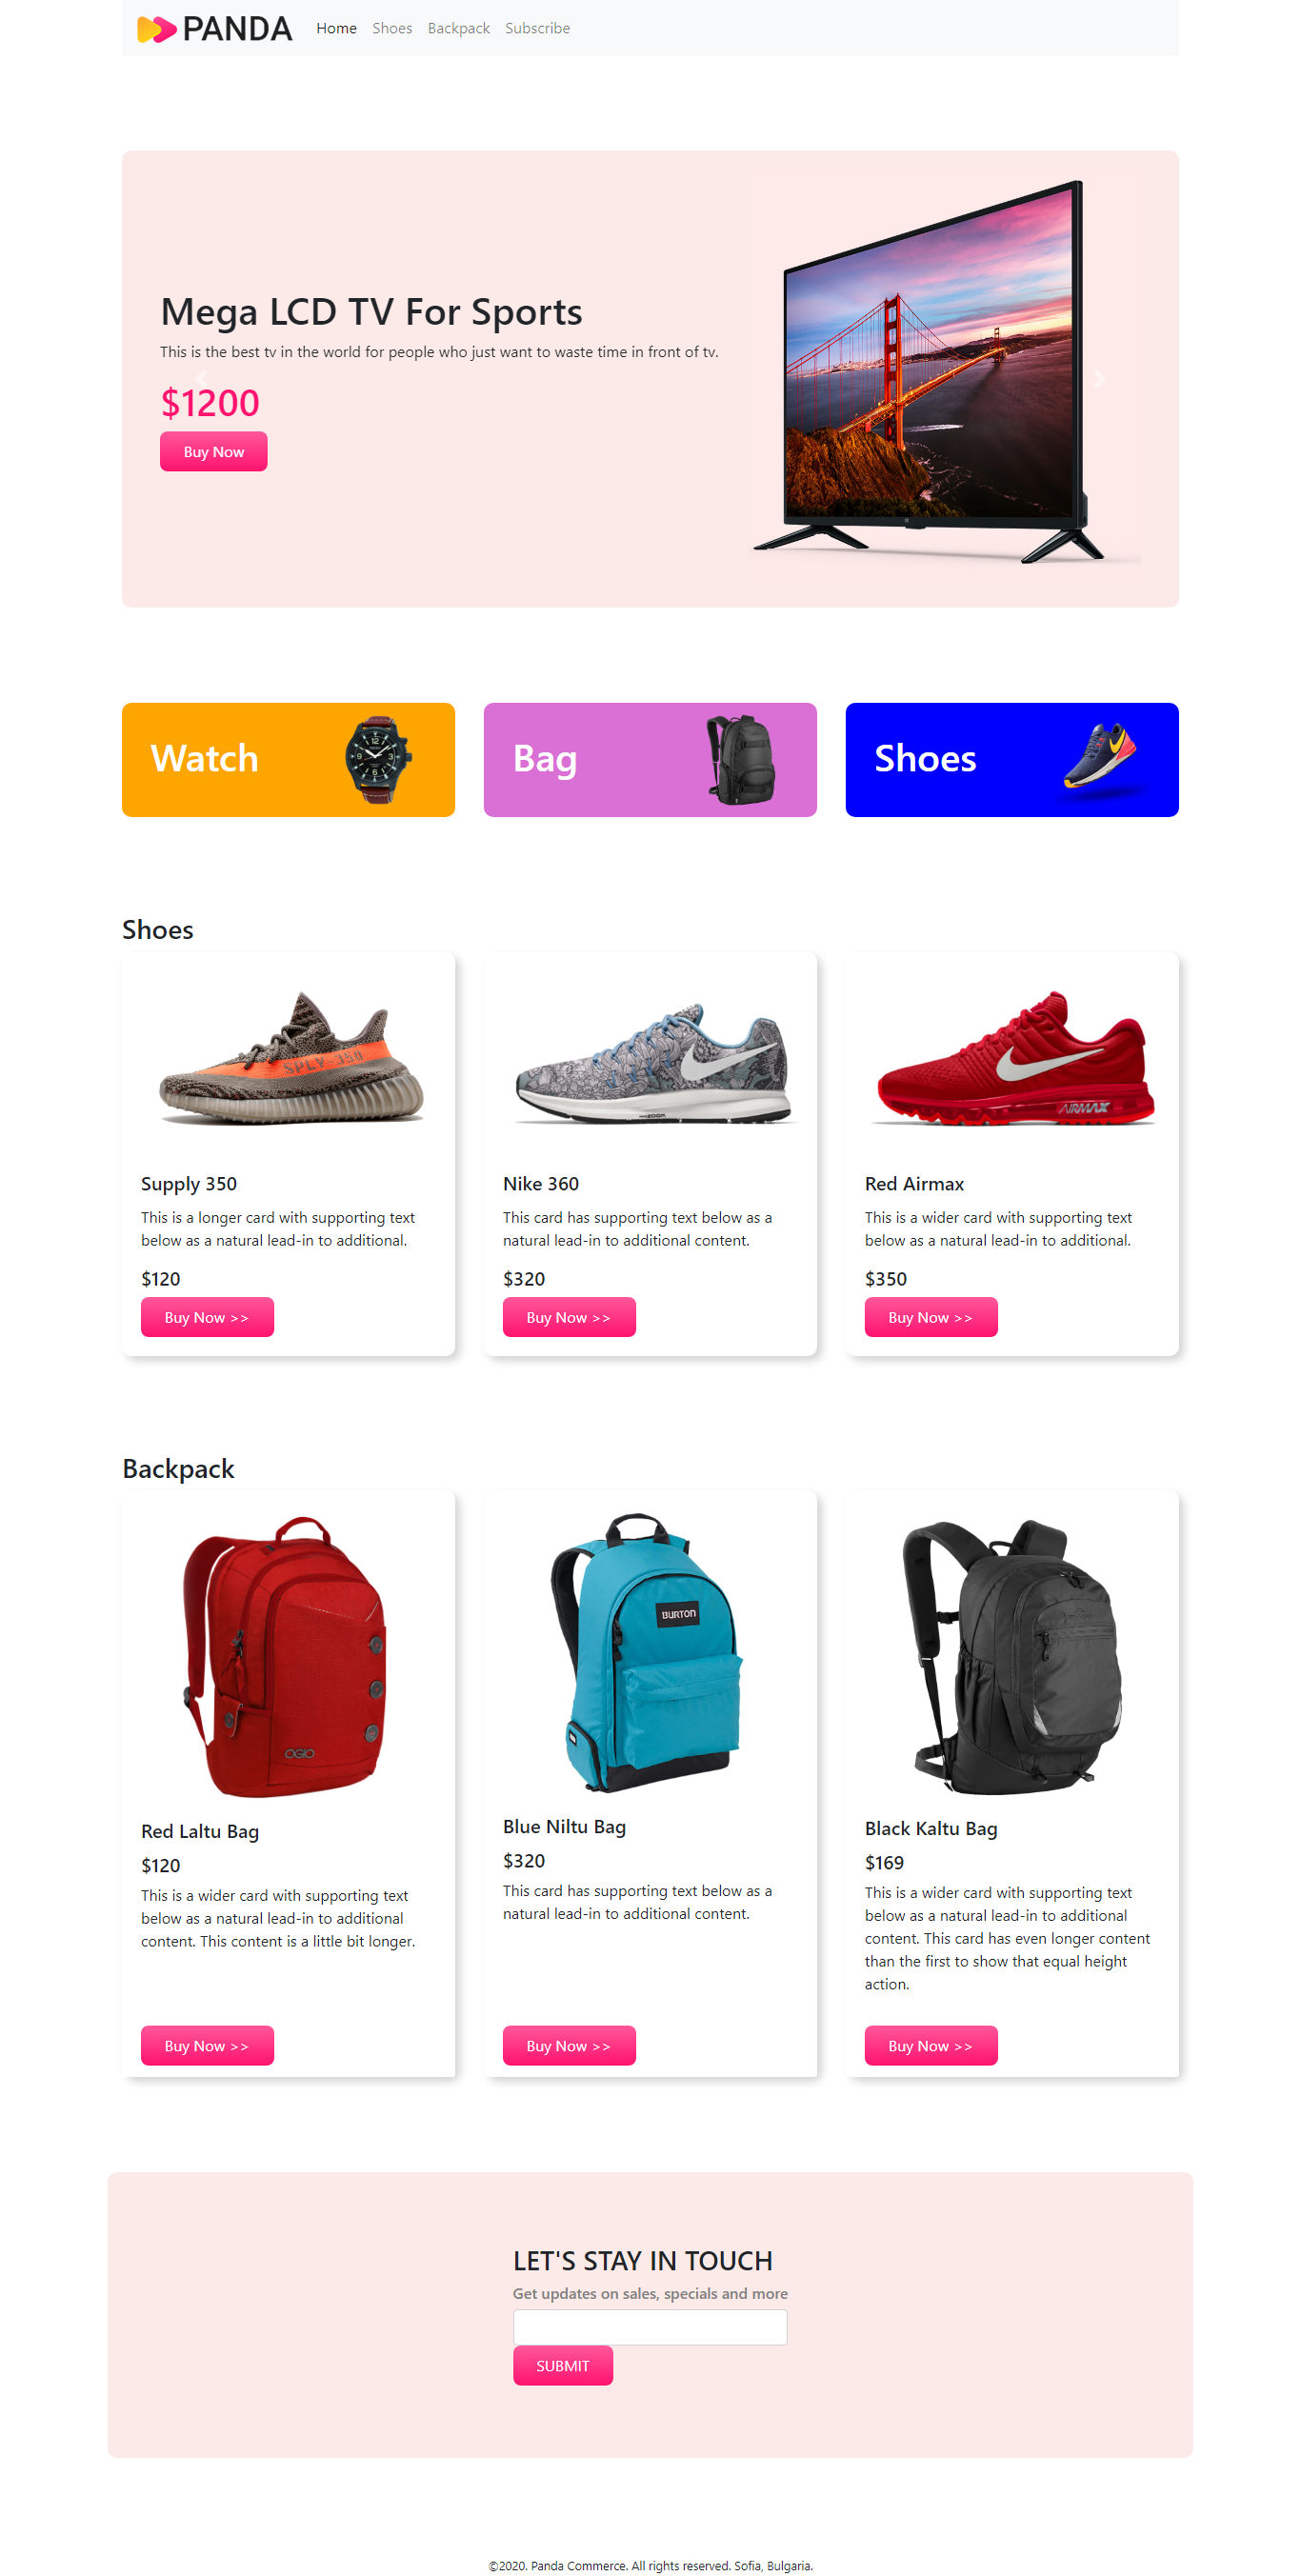 PANDA Home Shoes Backpack Subscribe
Mega LCD TV For Sports
This is the best tv in the world for people who just want to waste time in front of tv.
$1200
Buy Now
Watch
Bag
Shoes
Shoes
SPLY-350
ZOOM
AIRMAX
Supply 350
This is a longer card with supporting text
below as a natural lead-in to additional.
$120
Buy Now >>
Nike 360
This card has supporting text below as a
natural lead-in to additional content.
$320
Buy Now >>
Red Airmax
This is a wider card with supporting text
below as a natural lead-in to additional.
$350
Buy Now >>
Backpack
OGIO
Red Laltu Bag
$120
This is a wider card with supporting text
below as a natural lead-in to additional
content. This content is a little bit longer.
Buy Now >>
BURTON
Blue Niltu Bag
$320
This card has supporting text below as a
natural lead-in to additional content.
Buy Now >>
Black Kaltu Bag
$169
This is a wider card with supporting text
below as a natural lead-in to additional
content. This card has even longer content
than the first to show that equal height
action.
Buy Now >>
LET'S STAY IN TOUCH
Get updates on sales, specials and more
SUBMIT
©2020. Panda Commerce. All rights reserved. Sofia, Bulgaria.